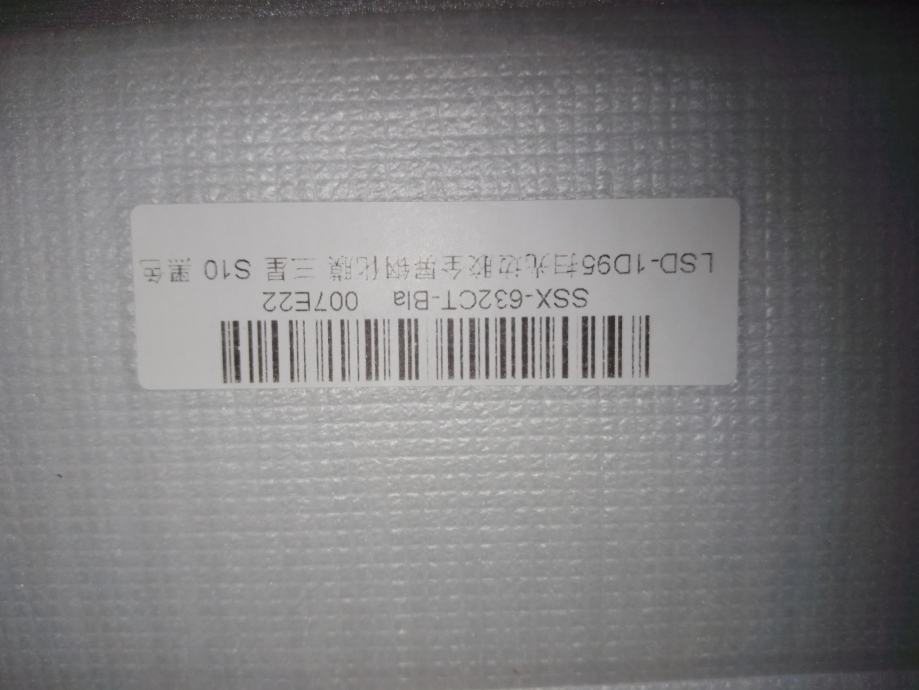 SSX-632CT-Bla 007E22
LSD-1D95扫光边胶全屏钢化膜 三星 S10 黑色